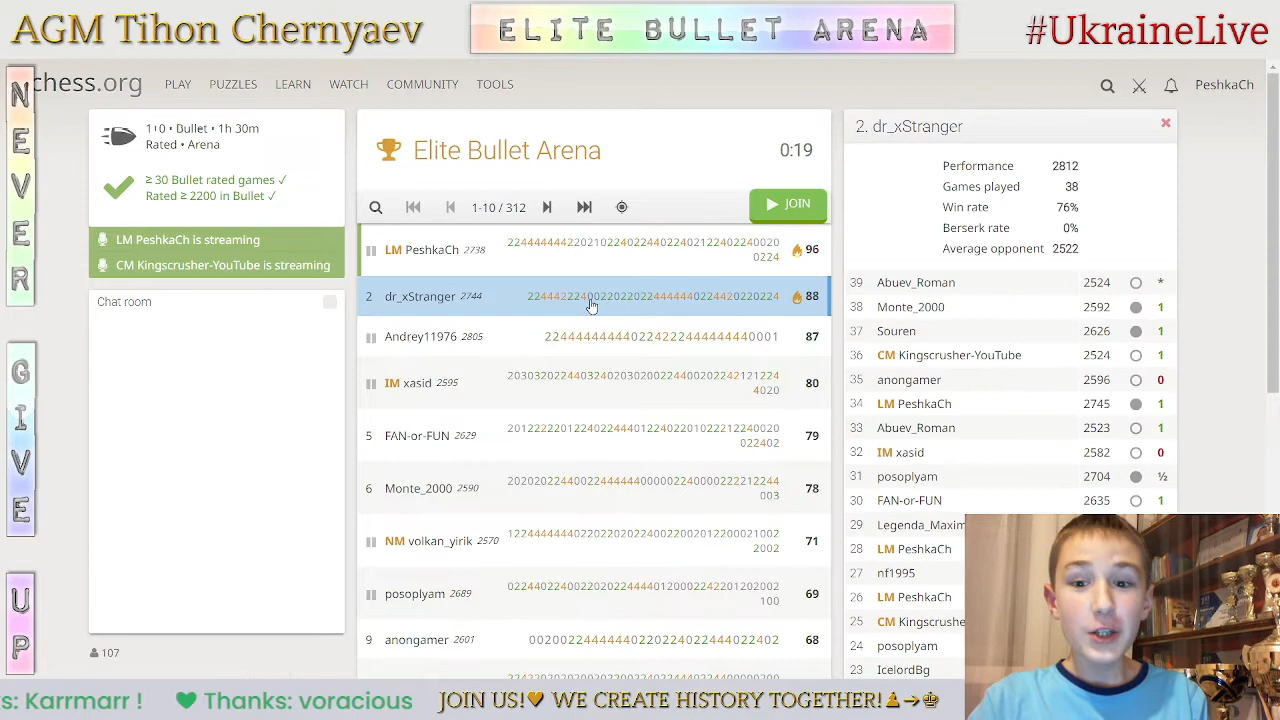 AGM Tihon Chernyaev
ELITE BULLET ARENA
#UkraineLive
NEVER
GIVE
UP
chess.org
PLAY PUZZLES LEARN WATCH COMMUNITY TOOLS
PeshkaCh
1+0 • Bullet • 1h 30m
Rated • Arena
≥ 30 Bullet rated games ✓
Rated ≥ 2200 in Bullet ✓
LM PeshkaCh is streaming
CM Kingscrusher-YouTube is streaming
Chat room
107
Elite Bullet Arena 0:19
1-10 / 312
JOIN
LM PeshkaCh 2738 96
2 dr_xStranger 2744 88
Andrey11976 2805 87
IM xasid 2595 80
5 FAN-or-FUN 2629 79
6 Monte_2000 2590 78
NM volkan_yirik 2570 71
posoplyam 2689 69
9 anongamer 2601 68
2. dr_xStranger
Performance 2812
Games played 38
Win rate 76%
Berserk rate 0%
Average opponent 2522
39 Abuev_Roman 2524 *
38 Monte_2000 2592 1
37 Souren 2626 1
36 CM Kingscrusher-YouTube 2524 1
35 anongamer 2596 0
34 LM PeshkaCh 2745 1
33 Abuev_Roman 2523 1
32 IM xasid 2582 0
31 posoplyam 2704 ½
30 FAN-or-FUN 2635 1
29 Legenda_Maxim
28 LM PeshkaCh
27 nf1995
26 LM PeshkaCh
25 CM Kingscrushe
24 posoplyam
23 IcelordBg
s: Karrmarr ! Thanks: voracious
JOIN US! WE CREATE HISTORY TOGETHER!